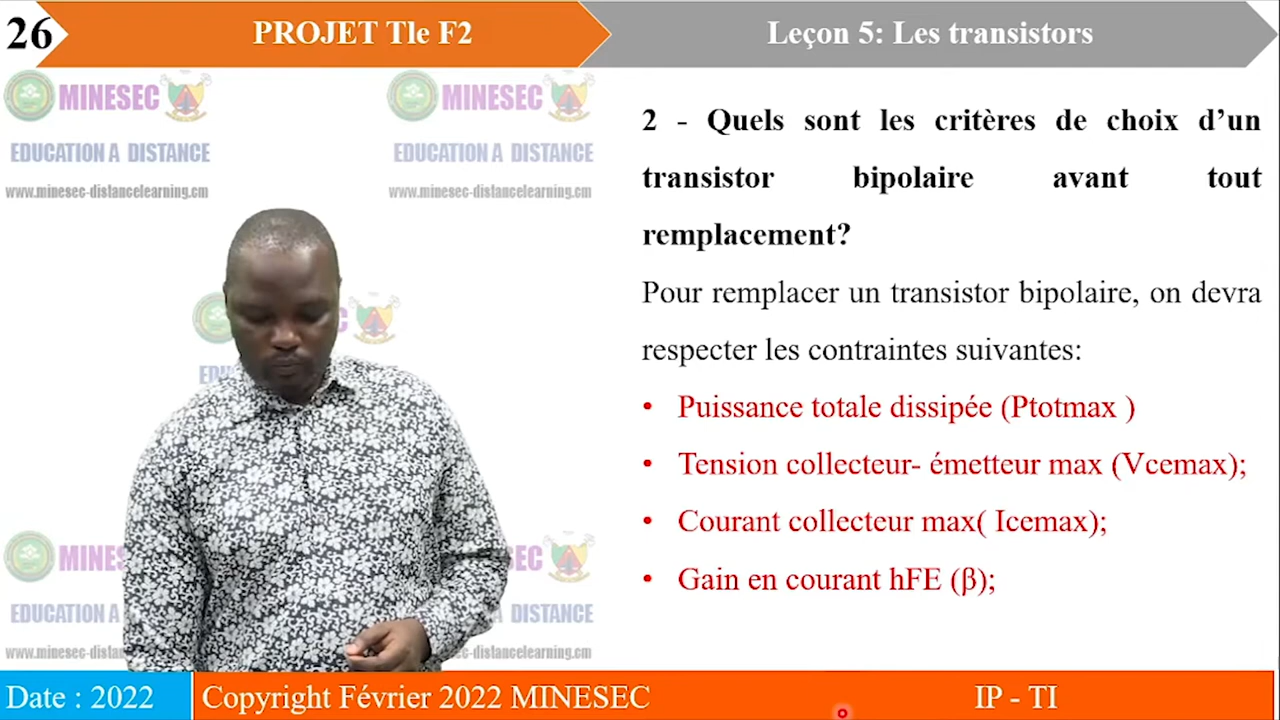 26
PROJET Tle F2
Leçon 5: Les transistors
MINESEC
EDUCATION A DISTANCE
www.minesec-distancelearning.cm
MINESEC
EDUCATION A DISTANCE
www.minesec-distancelearning.cm
2 - Quels sont les critères de choix d’un
transistor bipolaire avant tout
remplacement?
Pour remplacer un transistor bipolaire, on devra
respecter les contraintes suivantes:
• Puissance totale dissipée (Ptotmax )
• Tension collecteur- émetteur max (Vcemax);
• Courant collecteur max( Icemax);
• Gain en courant hFE (β);
EDUCATION A
DISTANCE
Date : 2022
Copyright Février 2022 MINESEC
IP - TI